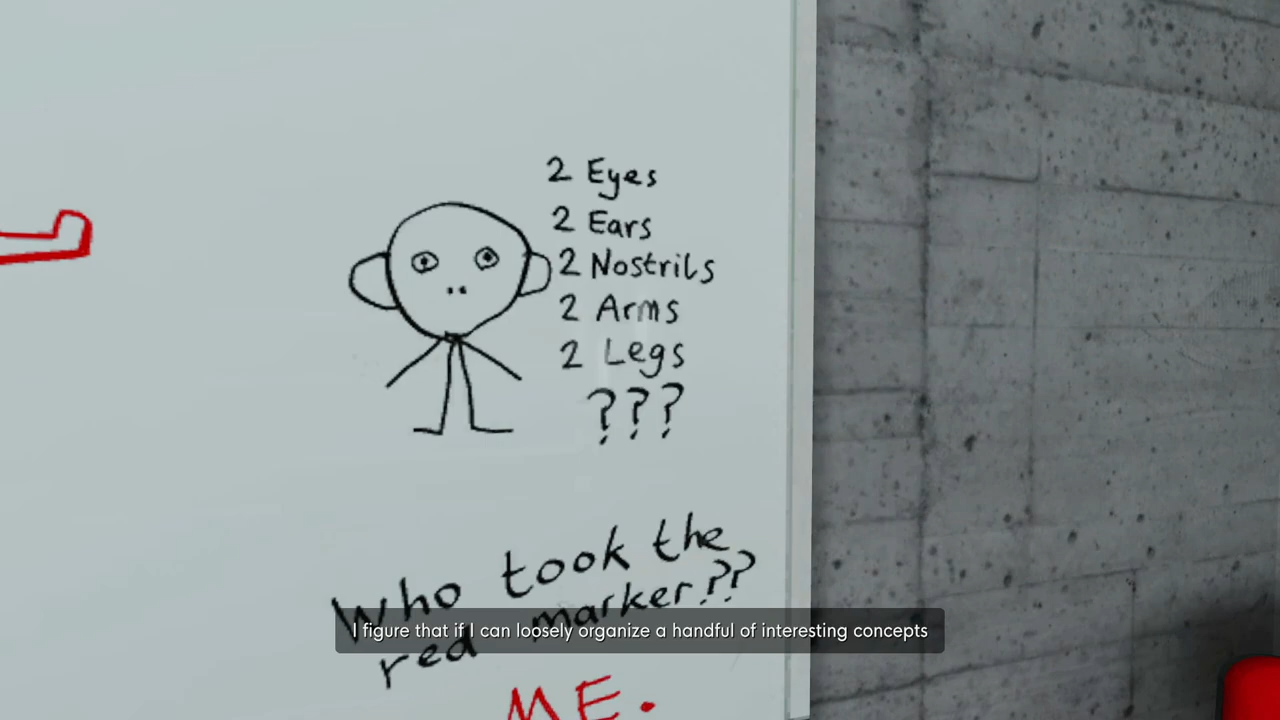 2 Eyes
2 Ears
2 Nostrils
2 Arms
2 Legs
???
Who took the
red marker??
I figure that if I can loosely organize a handful of interesting concepts
ME.